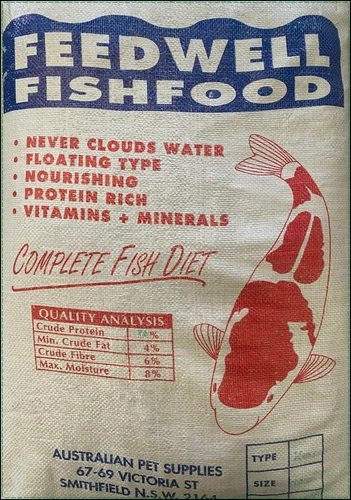 FEEDWELL
FISHFOOD
• NEVER CLOUDS WATER
• FLOATING TYPE
• NOURISHING
• PROTEIN RICH
• VITAMINS + MINERALS
COMPLETE FISH DIET
QUALITY ANALYSIS
Crude Protein %
Min. Crude Fat 4%
Crude Fibre 6%
Max. Moisture 8%
AUSTRALIAN PET SUPPLIES
67-69 VICTORIA ST
SMITHFIELD N.S.W. 2164
TYPE
SIZE